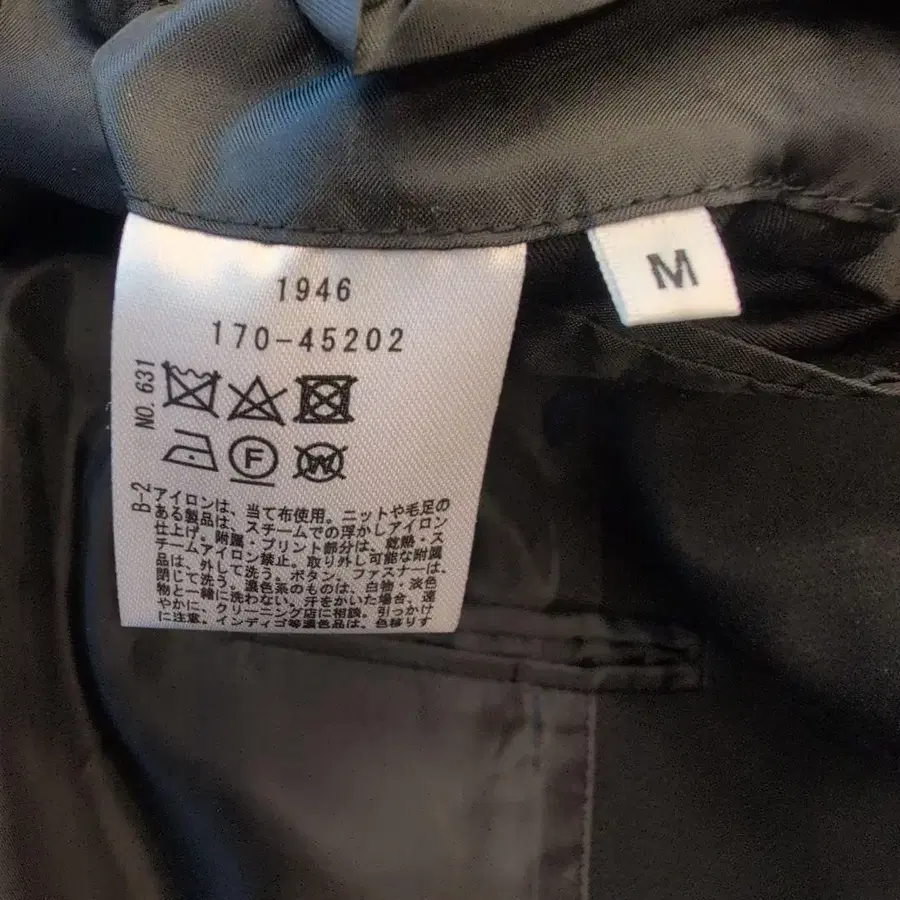 1946
M
170-45202
NO. 631
F
W
B-2
アイロンは、当て布使用。ニットや毛足の
ある製品は、スチームでの浮かしアイロン
仕上げ。附属・プリント部分は、乾熱・ス
チームアイロン禁止。取り外し可能な附属
品は、外して洗う。ボタン、ファスナーは、
閉じて洗う。濃色系のものは、白物・淡色
物と一緒に洗わない。汗をかいた場合、速
やかに、クリーニング店に相談。引っかけ
に注意。インディゴ等濃色品は、色移りす